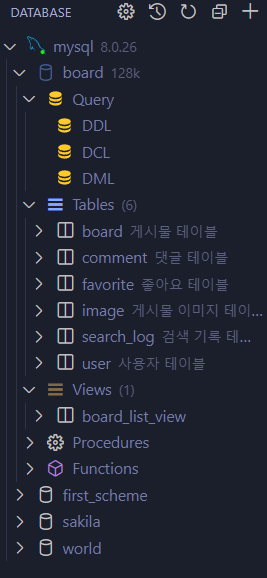 DATABASE
mysql 8.0.26
board 128k
Query
DDL
DCL
DML
Tables (6)
board 게시물 테이블
comment 댓글 테이블
favorite 좋아요 테이블
image 게시물 이미지 테이...
search_log 검색 기록 테...
user 사용자 테이블
Views (1)
board_list_view
Procedures
Functions
first_scheme
sakila
world